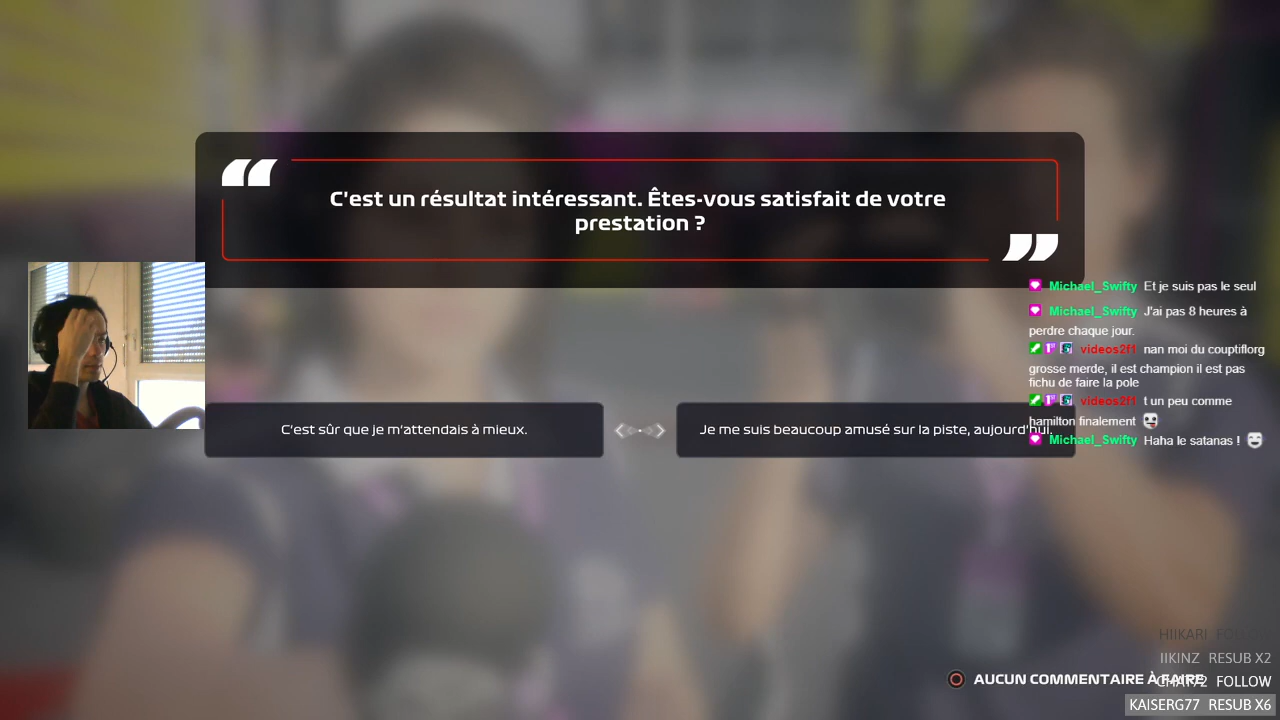 C'est un résultat intéressant. Êtes-vous satisfait de votre
prestation ?
Michael_Swifty Et je suis pas le seul
Michael_Swifty J'ai pas 8 heures à
perdre chaque jour.
videos2f1 nan moi du couptiflorg
grosse merde, il est champion il est pas
fichu de faire la pole
videos2f1 t un peu comme
hamilton finalement
Michael_Swifty Haha le satanas !
C'est sûr que je m'attendais à mieux.
Je me suis beaucoup amusé sur la piste, aujourd'hui.
HIIKARI FOLLOW
IIKINZ RESUB X2
AUCUN COMMENTAIRE À FAIRE
FOLLOW
KAISERG77 RESUB X6